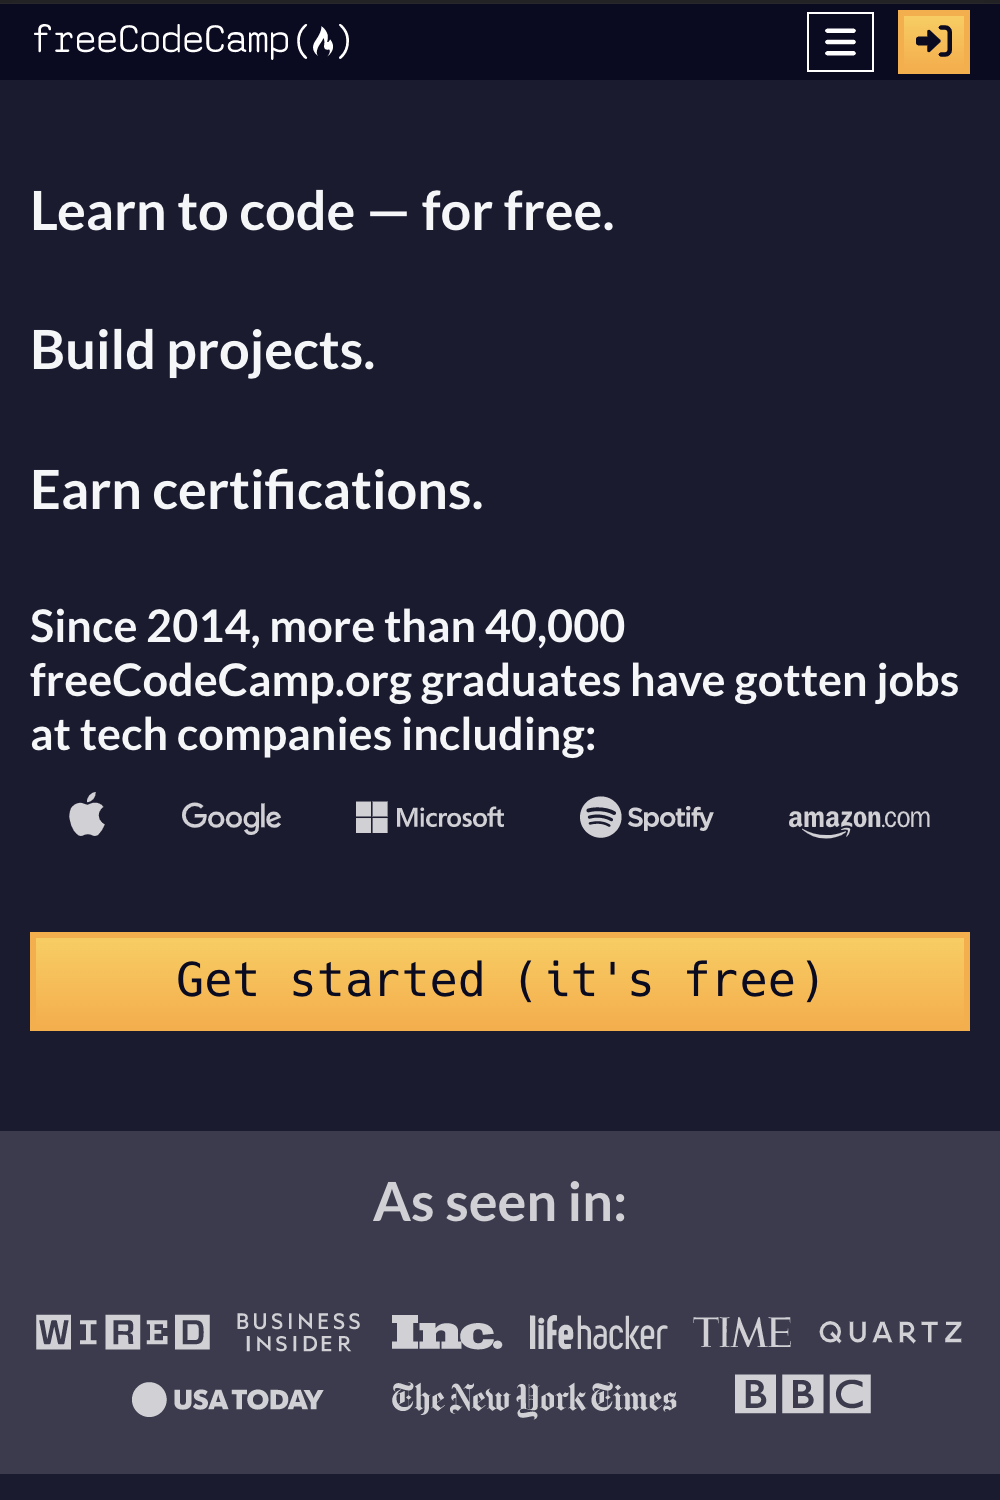 freeCodeCamp(🔥)
Learn to code — for free.
Build projects.
Earn certifications.
Since 2014, more than 40,000
freeCodeCamp.org graduates have gotten jobs
at tech companies including:
Google Microsoft Spotify amazon.com
Get started (it's free)
As seen in:
WIRED BUSINESS INSIDER Inc. lifehacker TIME QUARTZ
USA TODAY The New York Times BBC